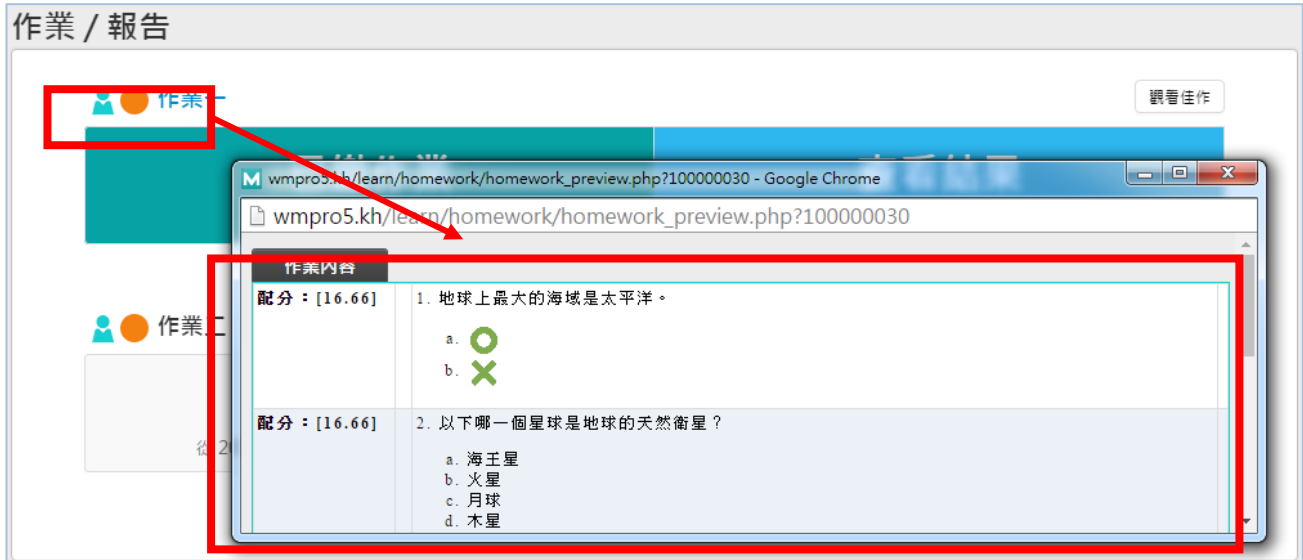 作業 / 報告
作業一
觀看佳作
wmpro5.kh/learn/homework/homework_preview.php?100000030 - Google Chrome
wmpro5.kh/learn/homework/homework_preview.php?100000030
作業內容
配分：[16.66]
1. 地球上最大的海域是太平洋。
a.
b.
作業二
配分：[16.66]
2. 以下哪一個星球是地球的天然衛星？
a. 海王星
b. 火星
c. 月球
d. 木星
從 2